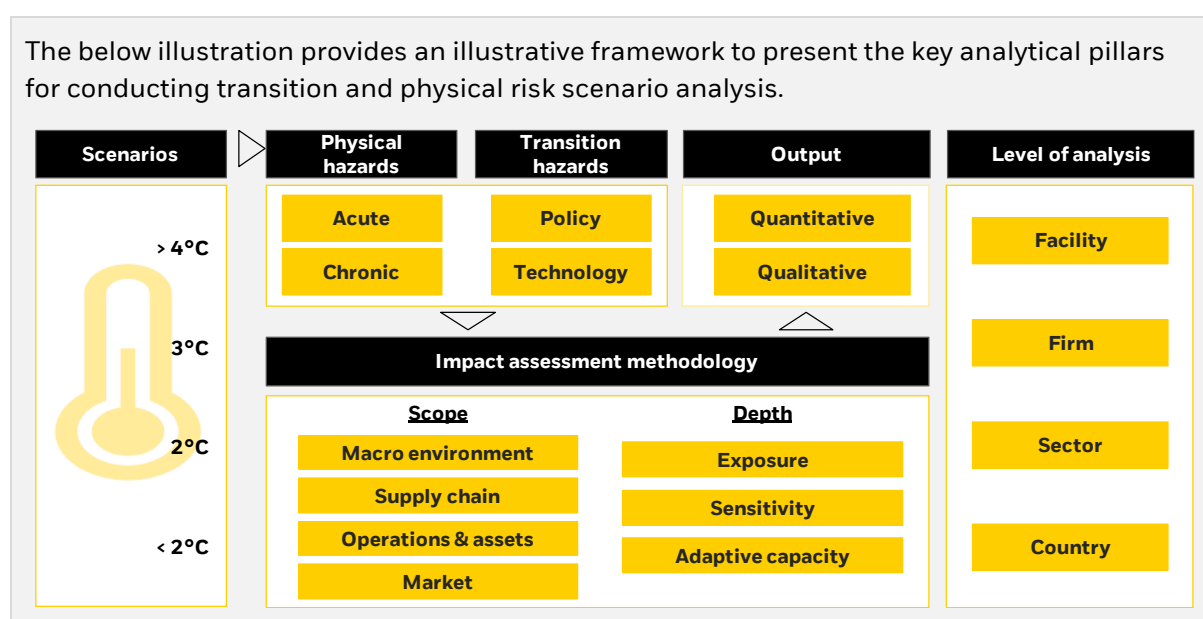 The below illustration provides an illustrative framework to present the key analytical pillars
for conducting transition and physical risk scenario analysis.
Scenarios
> 4°C
3°C
2°C
< 2°C
Physical
hazards
Acute
Chronic
Transition
hazards
Policy
Technology
Output
Quantitative
Qualitative
Impact assessment methodology
Scope
Macro environment
Supply chain
Operations & assets
Market
Depth
Exposure
Sensitivity
Adaptive capacity
Level of analysis
Facility
Firm
Sector
Country